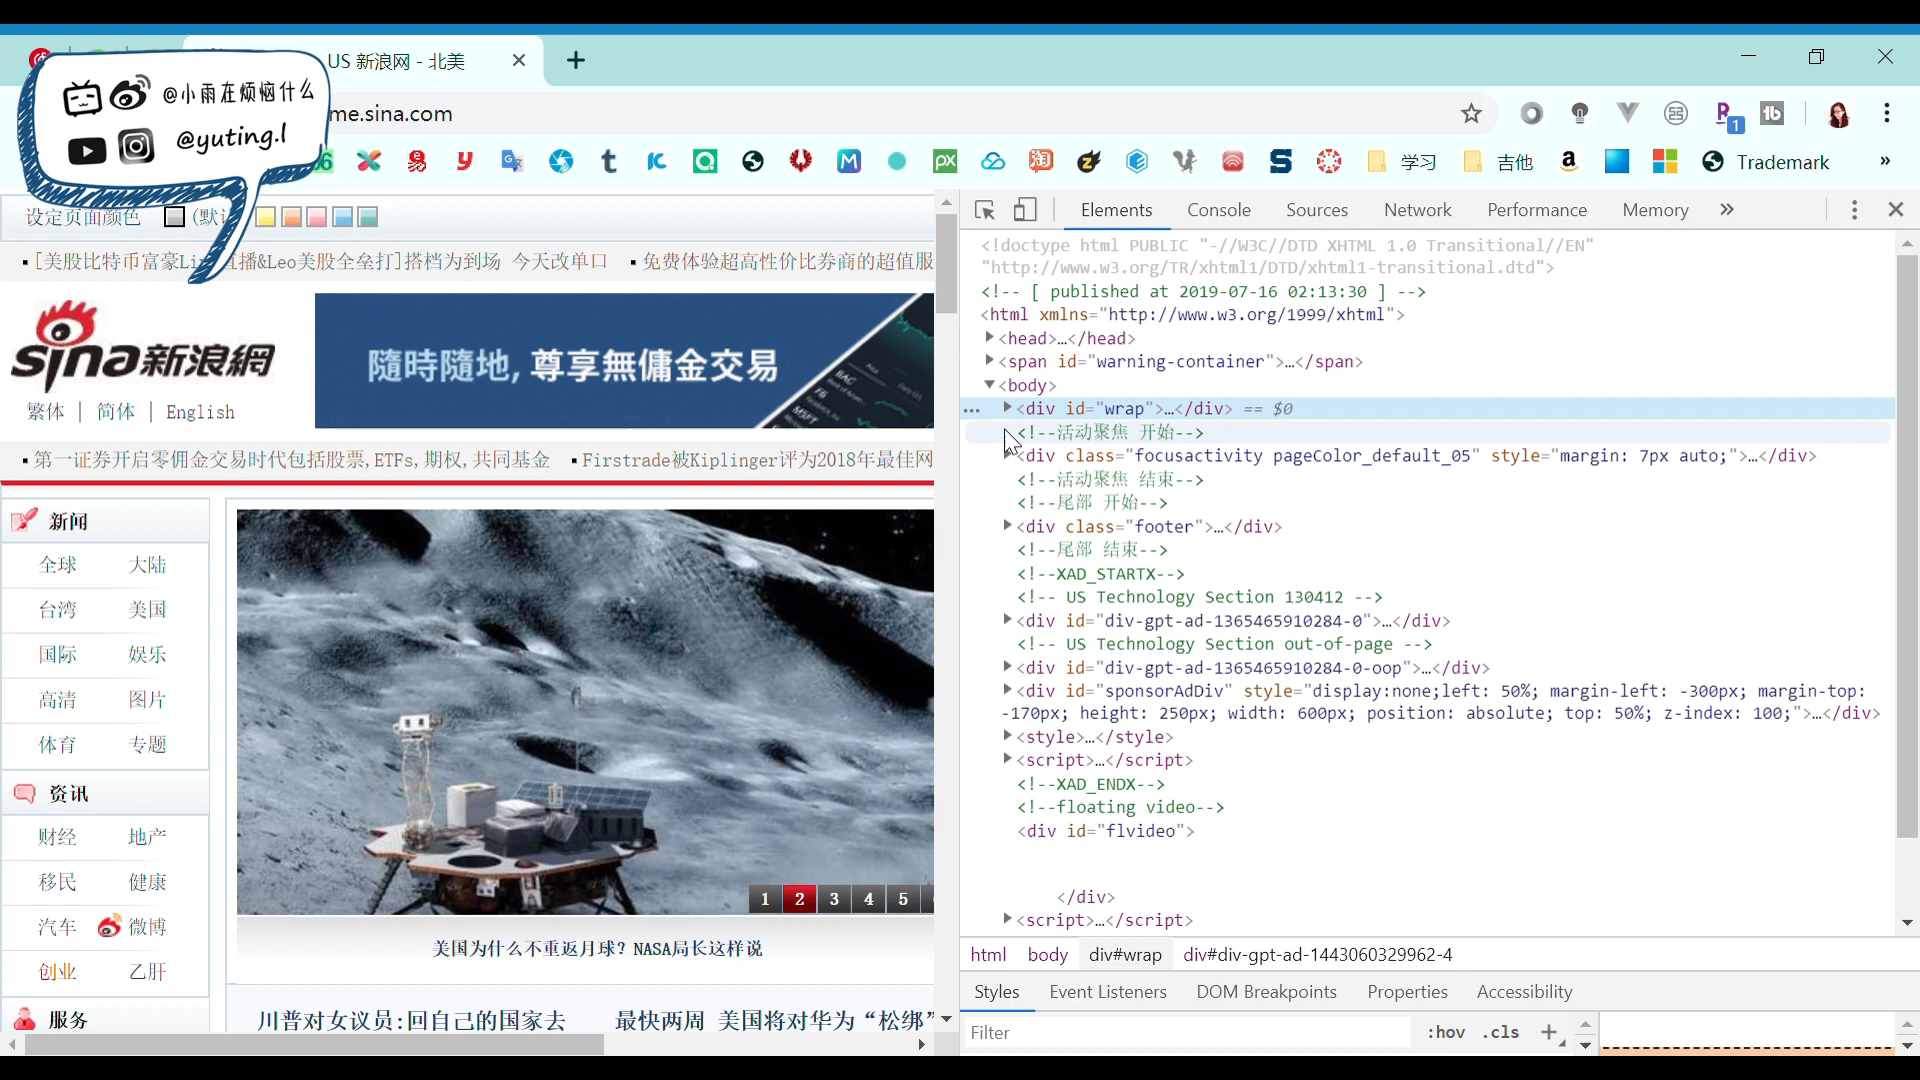 US 新浪网 - 北美
@小雨在烦恼什么
@yuting.l
me.sina.com
学习
吉他
Trademark
»
设定页面颜色
[美股比特币富豪
直播&Leo美股全垒打]搭档为到场 今天改单口
免费体验超高性价比券商的超值服
sina新浪網
隨時隨地, 尊享無傭金交易
繁体 | 简体 | English
第一证券开启零佣金交易时代包括股票,ETFs,期权,共同基金
Firstrade被Kiplinger评为2018年最佳网
新闻
全球 大陆
台湾 美国
国际 娱乐
高清 图片
体育 专题
资讯
财经 地产
移民 健康
汽车 微博
创业 乙肝
服务
1 2 3 4 5
美国为什么不重返月球? NASA局长这样说
川普对女议员:回自己的国家去
最快两周 美国将对华为“松绑”
Elements Console Sources Network Performance Memory »
<!doctype html PUBLIC "-//W3C//DTD XHTML 1.0 Transitional//EN"
"http://www.w3.org/TR/xhtml1/DTD/xhtml1-transitional.dtd">
<!-- [ published at 2019-07-16 02:13:30 ] -->
<html xmlns="http://www.w3.org/1999/xhtml">
<head>…</head>
<span id="warning-container">…</span>
<body>
<div id="wrap">…</div> == $0
<!--活动聚焦 开始-->
<div class="focusactivity pageColor_default_05" style="margin: 7px auto;">…</div>
<!--活动聚焦 结束-->
<!--尾部 开始-->
<div class="footer">…</div>
<!--尾部 结束-->
<!--XAD_STARTX-->
<!-- US Technology Section 130412 -->
<div id="div-gpt-ad-1365465910284-0">…</div>
<!-- US Technology Section out-of-page -->
<div id="div-gpt-ad-1365465910284-0-oop">…</div>
<div id="sponsorAdDiv" style="display:none;left: 50%; margin-left: -300px; margin-top:
-170px; height: 250px; width: 600px; position: absolute; top: 50%; z-index: 100;">…</div>
<style>…</style>
<script>…</script>
<!--XAD_ENDX-->
<!--floating video-->
<div id="flvideo">
</div>
<script>…</script>
html body div#wrap div#div-gpt-ad-1443060329962-4
Styles Event Listeners DOM Breakpoints Properties Accessibility
Filter
:hov .cls +